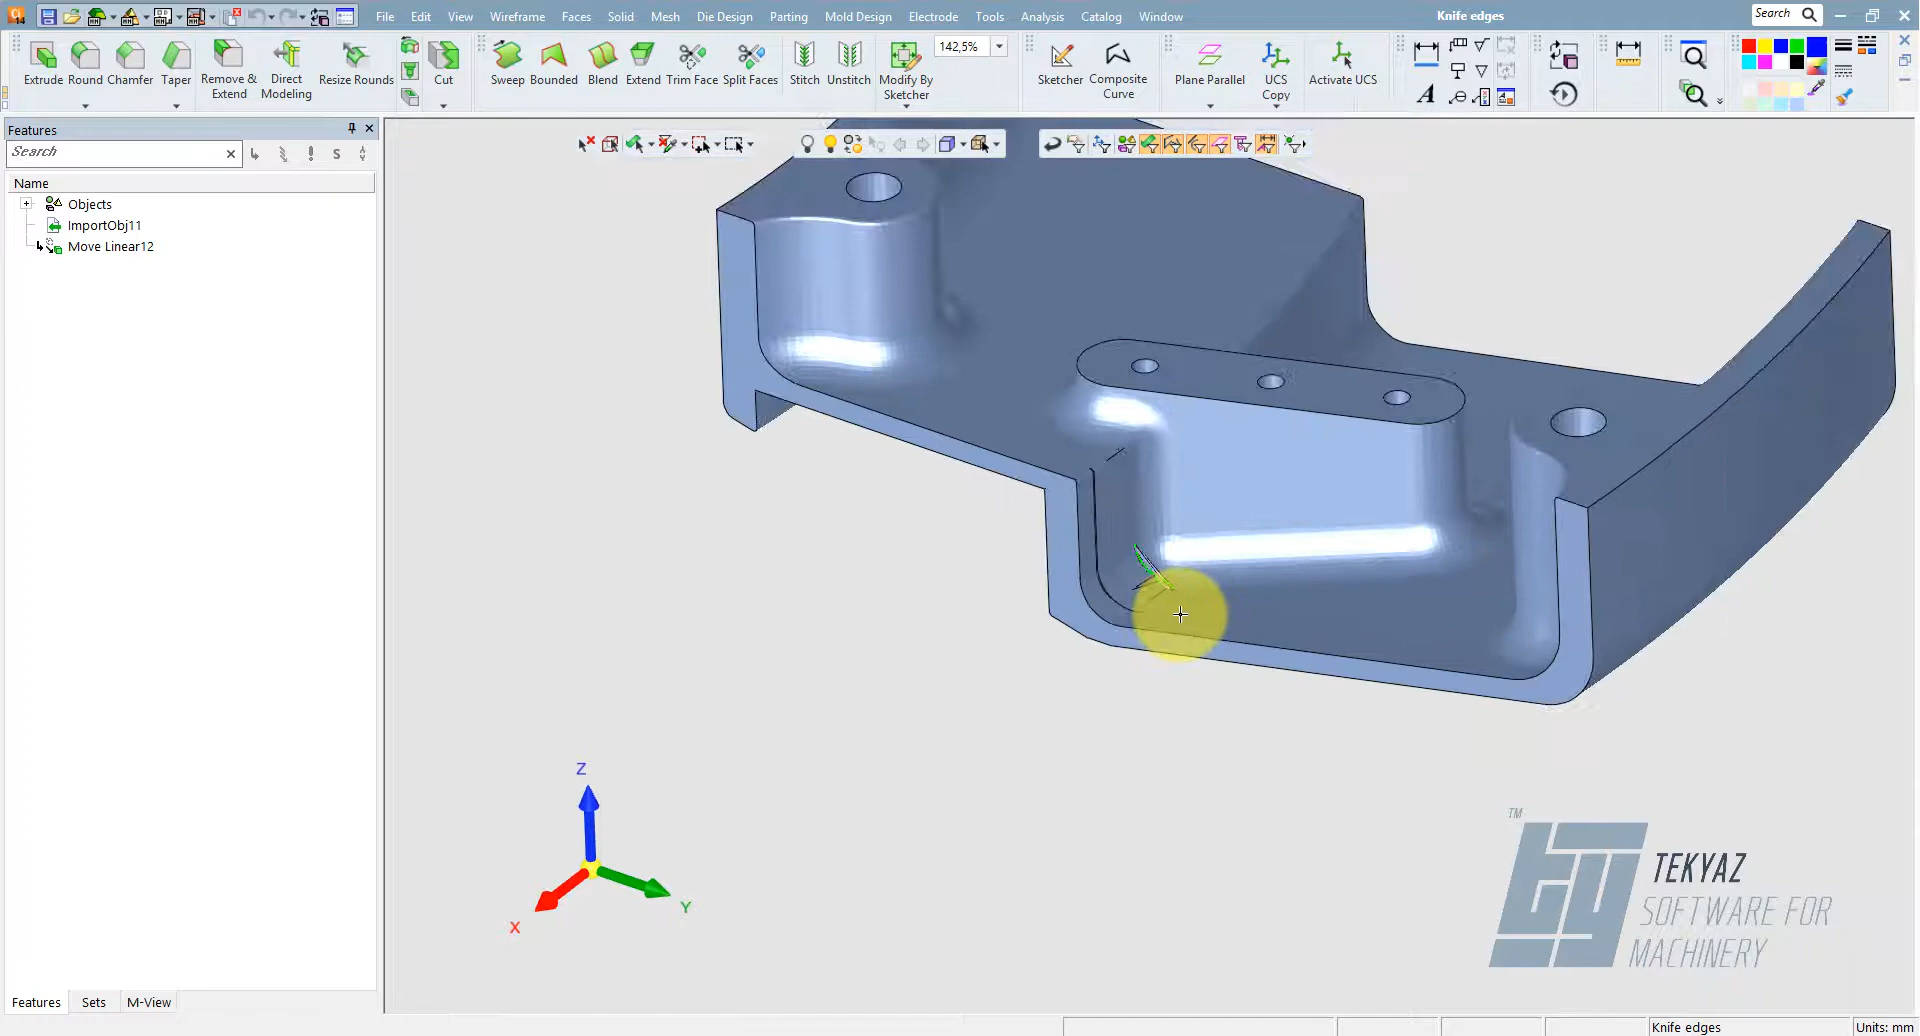 File Edit View Wireframe Faces Solid Mesh Die Design Parting Mold Design Electrode Tools Analysis Catalog Window
Knife edges
Search
Extrude Round Chamfer Taper Remove & Extend Direct Modeling Resize Rounds Cut
Sweep Bounded Blend Extend Trim Face Split Faces Stitch Unstitch Modify By Sketcher
142,5%
Sketcher Composite Curve Plane Parallel UCS Copy Activate UCS
Features
Search
S
Name
Objects
ImportObj11
Move Linear12
Z
Y
X
TM
TEKYAZ
SOFTWARE FOR
MACHINERY
Features Sets M-View
Knife edges
Units: mm